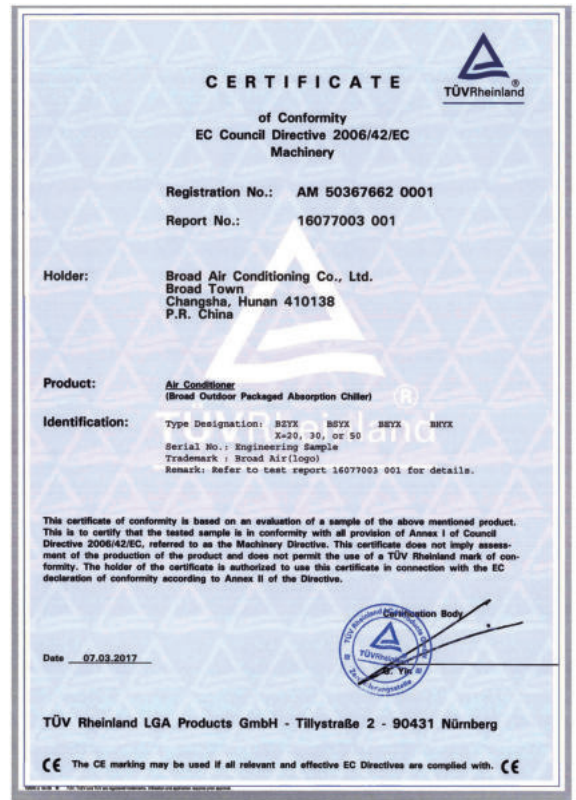 CERTIFICATE
TÜVRheinland®
of Conformity
EC Council Directive 2006/42/EC
Machinery
Registration No.: AM 50367662 0001
Report No.: 16077003 001
Holder: Broad Air Conditioning Co., Ltd.
Broad Town
Changsha, Hunan 410138
P.R. China
Product: Air Conditioner
(Broad Outdoor Packaged Absorption Chiller)
Identification: Type Designation: BZYX BSYX BEYX BHYX
X=20, 30, or 50
Serial No.: Engineering Sample
Trademark : Broad Air(logo)
Remark: Refer to test report 16077003 001 for details.
TÜVRheinland®
This certificate of conformity is based on an evaluation of a sample of the above mentioned product.
This is to certify that the tested sample is in conformity with all provision of Annex I of Council
Directive 2006/42/EC, referred to as the Machinery Directive. This certificate does not imply assess-
ment of the production of the product and does not permit the use of a TÜV Rheinland mark of con-
formity. The holder of the certificate is authorized to use this certificate in connection with the EC
declaration of conformity according to Annex II of the Directive.
Certification Body
TÜV Rheinland
TÜVRheinland
Zertifizierungsstelle
Date 07.03.2017
TÜV Rheinland LGA Products GmbH - Tillystraße 2 - 90431 Nürnberg
CE The CE marking may be used if all relevant and effective EC Directives are complied with. CE